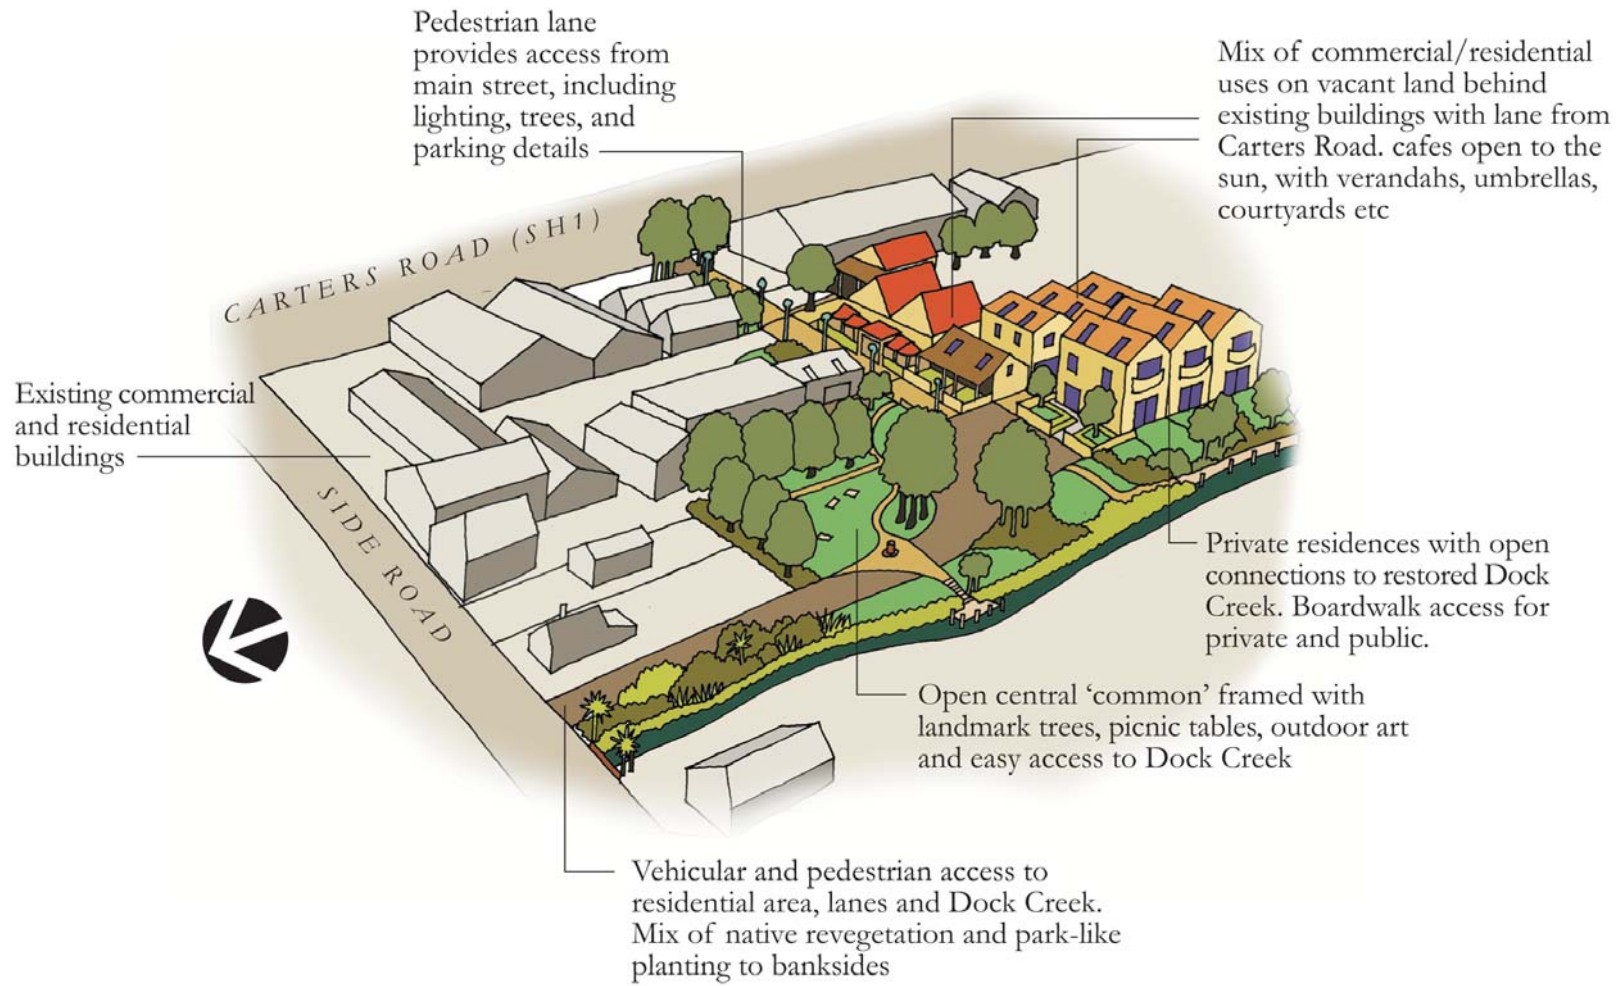 Pedestrian lane
provides access from
main street, including
lighting, trees, and
parking details
Mix of commercial/residential
uses on vacant land behind
existing buildings with lane from
Carters Road. cafes open to the
sun, with verandahs, umbrellas,
courtyards etc
CARTERS ROAD (SH1)
Existing commercial
and residential
buildings
SIDE ROAD
Private residences with open
connections to restored Dock
Creek. Boardwalk access for
private and public.
Open central ‘common’ framed with
landmark trees, picnic tables, outdoor art
and easy access to Dock Creek
Vehicular and pedestrian access to
residential area, lanes and Dock Creek.
Mix of native revegetation and park-like
planting to banksides